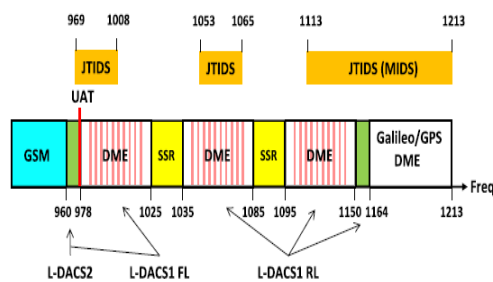 969 1008 1053 1065 1113 1213
JTIDS JTIDS JTIDS (MIDS)
UAT
GSM DME SSR DME SSR DME Galileo/GPS
DME
Freq
960 978 1025 1035 1085 1095 1150 1164 1213
L-DACS2 L-DACS1 FL L-DACS1 RL